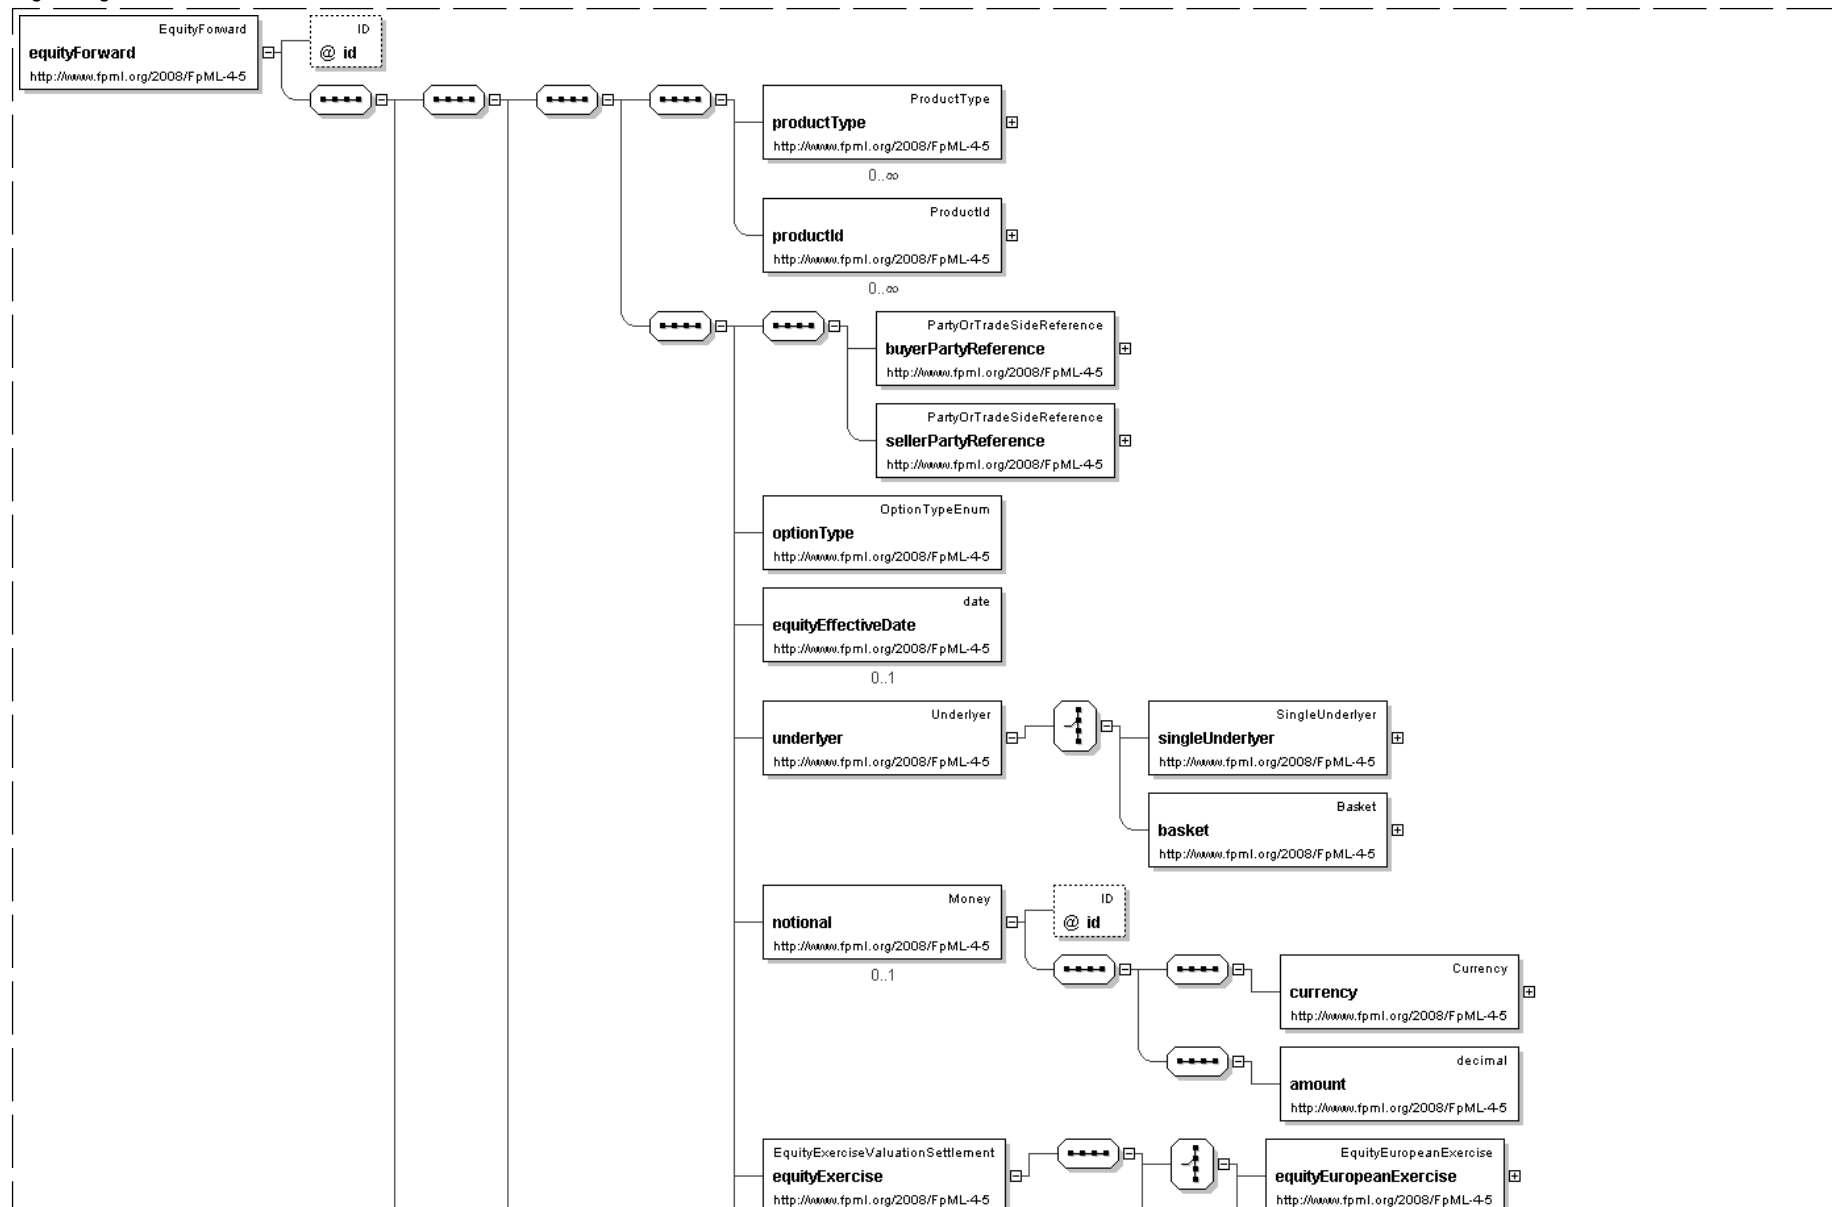 EquityForward
equityForward
http://www.fpml.org/2008/FpML-4-5
ID
@ id
ProductType
productType
http://www.fpml.org/2008/FpML-4-5
0..∞
ProductId
productId
http://www.fpml.org/2008/FpML-4-5
0..∞
PartyOrTradeSideReference
buyerPartyReference
http://www.fpml.org/2008/FpML-4-5
PartyOrTradeSideReference
sellerPartyReference
http://www.fpml.org/2008/FpML-4-5
OptionTypeEnum
optionType
http://www.fpml.org/2008/FpML-4-5
date
equityEffectiveDate
http://www.fpml.org/2008/FpML-4-5
0..1
Underlyer
underlyer
http://www.fpml.org/2008/FpML-4-5
SingleUnderlyer
singleUnderlyer
http://www.fpml.org/2008/FpML-4-5
Basket
basket
http://www.fpml.org/2008/FpML-4-5
Money
notional
http://www.fpml.org/2008/FpML-4-5
0..1
ID
@ id
Currency
currency
http://www.fpml.org/2008/FpML-4-5
decimal
amount
http://www.fpml.org/2008/FpML-4-5
EquityExerciseValuationSettlement
equityExercise
http://www.fpml.org/2008/FpML-4-5
EquityEuropeanExercise
equityEuropeanExercise
http://www.fpml.org/2008/FpML-4-5